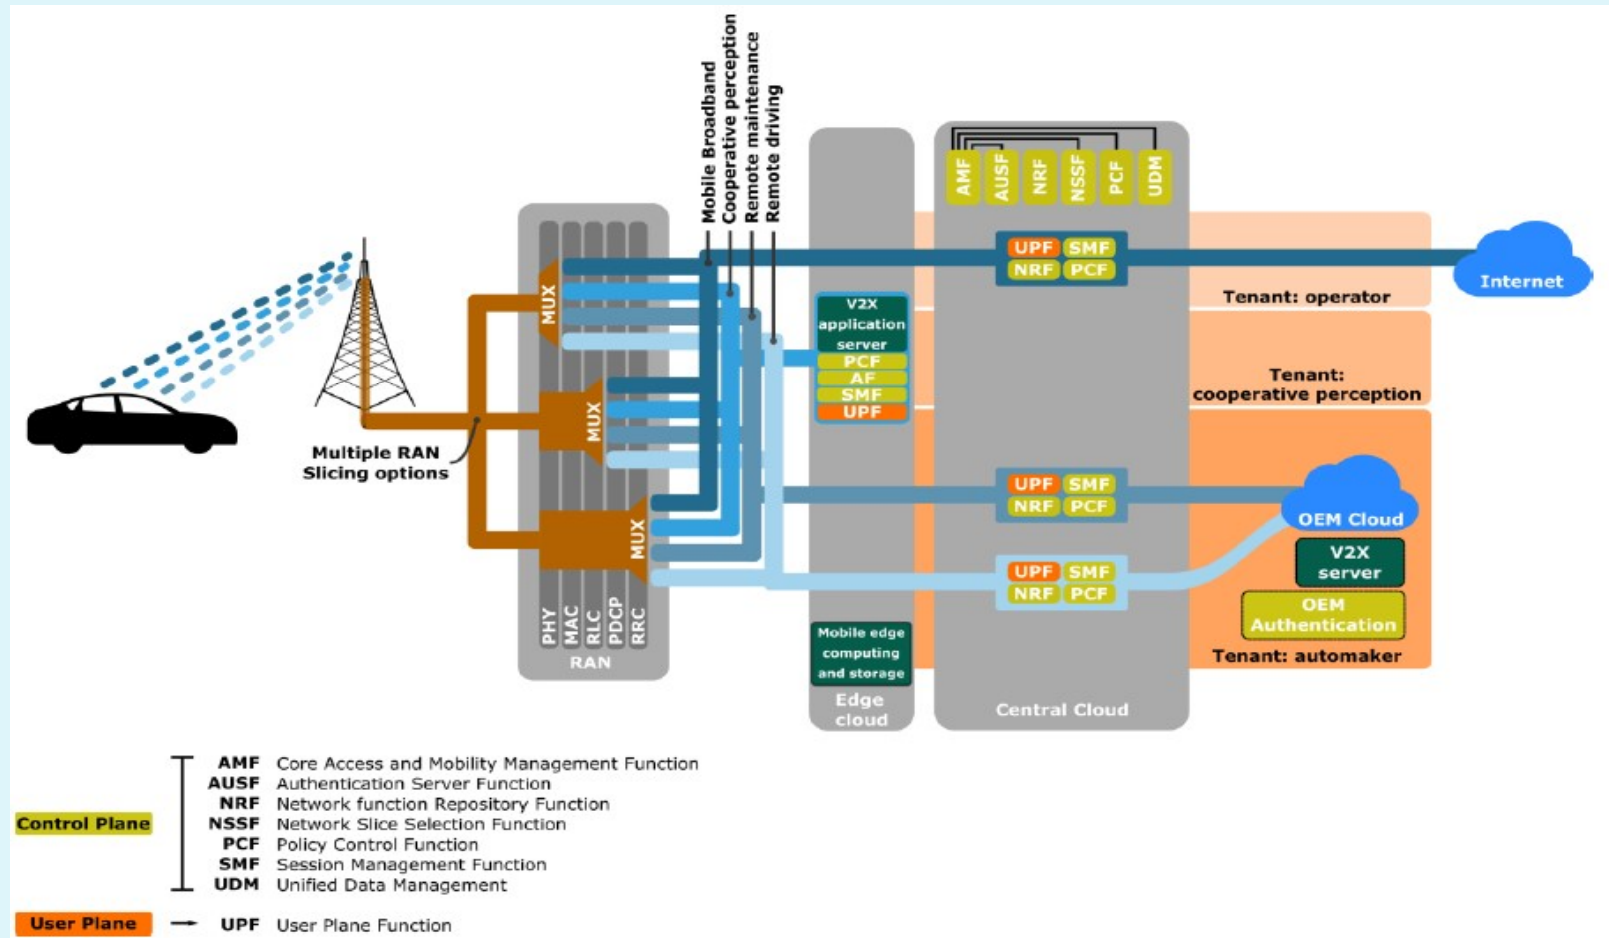 Mobile Broadband
Cooperative perception
Remote maintenance
Remote driving
AMF
AUSF
NRF
NSSF
PCF
UDM
UPF SMF
NRF PCF
Internet
Tenant: operator
MUX
V2X
application
server
PCF
AF
SMF
UPF
Tenant:
cooperative perception
MUX
Multiple RAN
Slicing options
UPF SMF
NRF PCF
OEM Cloud
MUX
V2X
server
UPF SMF
NRF PCF
OEM
Authentication
Tenant: automaker
PHY
MAC
RLC
PDCP
RRC
RAN
Mobile edge
computing
and storage
Edge
cloud
Central Cloud
Control Plane
AMF Core Access and Mobility Management Function
AUSF Authentication Server Function
NRF Network function Repository Function
NSSF Network Slice Selection Function
PCF Policy Control Function
SMF Session Management Function
UDM Unified Data Management
User Plane
UPF User Plane Function